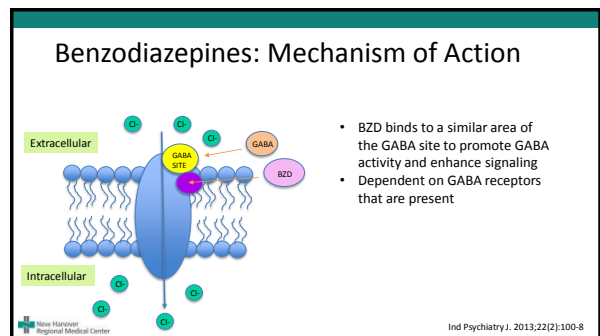 Benzodiazepines: Mechanism of Action
Cl-
Cl-
Cl-
Extracellular
GABA
GABA
SITE
BZD
• BZD binds to a similar area of
the GABA site to promote GABA
activity and enhance signaling
• Dependent on GABA receptors
that are present
Intracellular
Cl-
Cl-
Cl-
Cl-
New Hanover
Regional Medical Center
Ind Psychiatry J. 2013;22(2):100-8